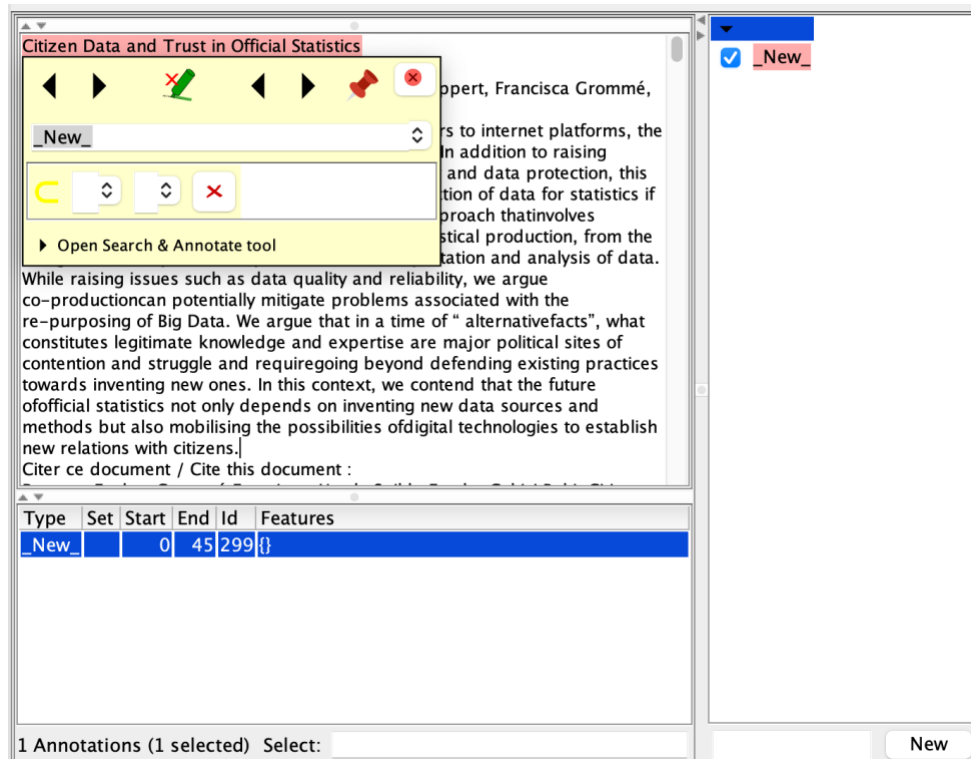 Citizen Data and Trust in Official Statistics
_New_
ppert, Francisca Grommé,
_New_
rs to internet platforms, the
In addition to raising
and data protection, this
tion of data for statistics if
proach thatinvolves
stical production, from the
Open Search & Annotate tool
tation and analysis of data.
While raising issues such as data quality and reliability, we argue
co-productioncan potentially mitigate problems associated with the
re-purposing of Big Data. We argue that in a time of “ alternativefacts”, what
constitutes legitimate knowledge and expertise are major political sites of
contention and struggle and requiregoing beyond defending existing practices
towards inventing new ones. In this context, we contend that the future
ofofficial statistics not only depends on inventing new data sources and
methods but also mobilising the possibilities ofdigital technologies to establish
new relations with citizens.
Citer ce document / Cite this document :
Type Set Start End Id Features
_New_ 0 45 299 {}
1 Annotations (1 selected) Select:
New